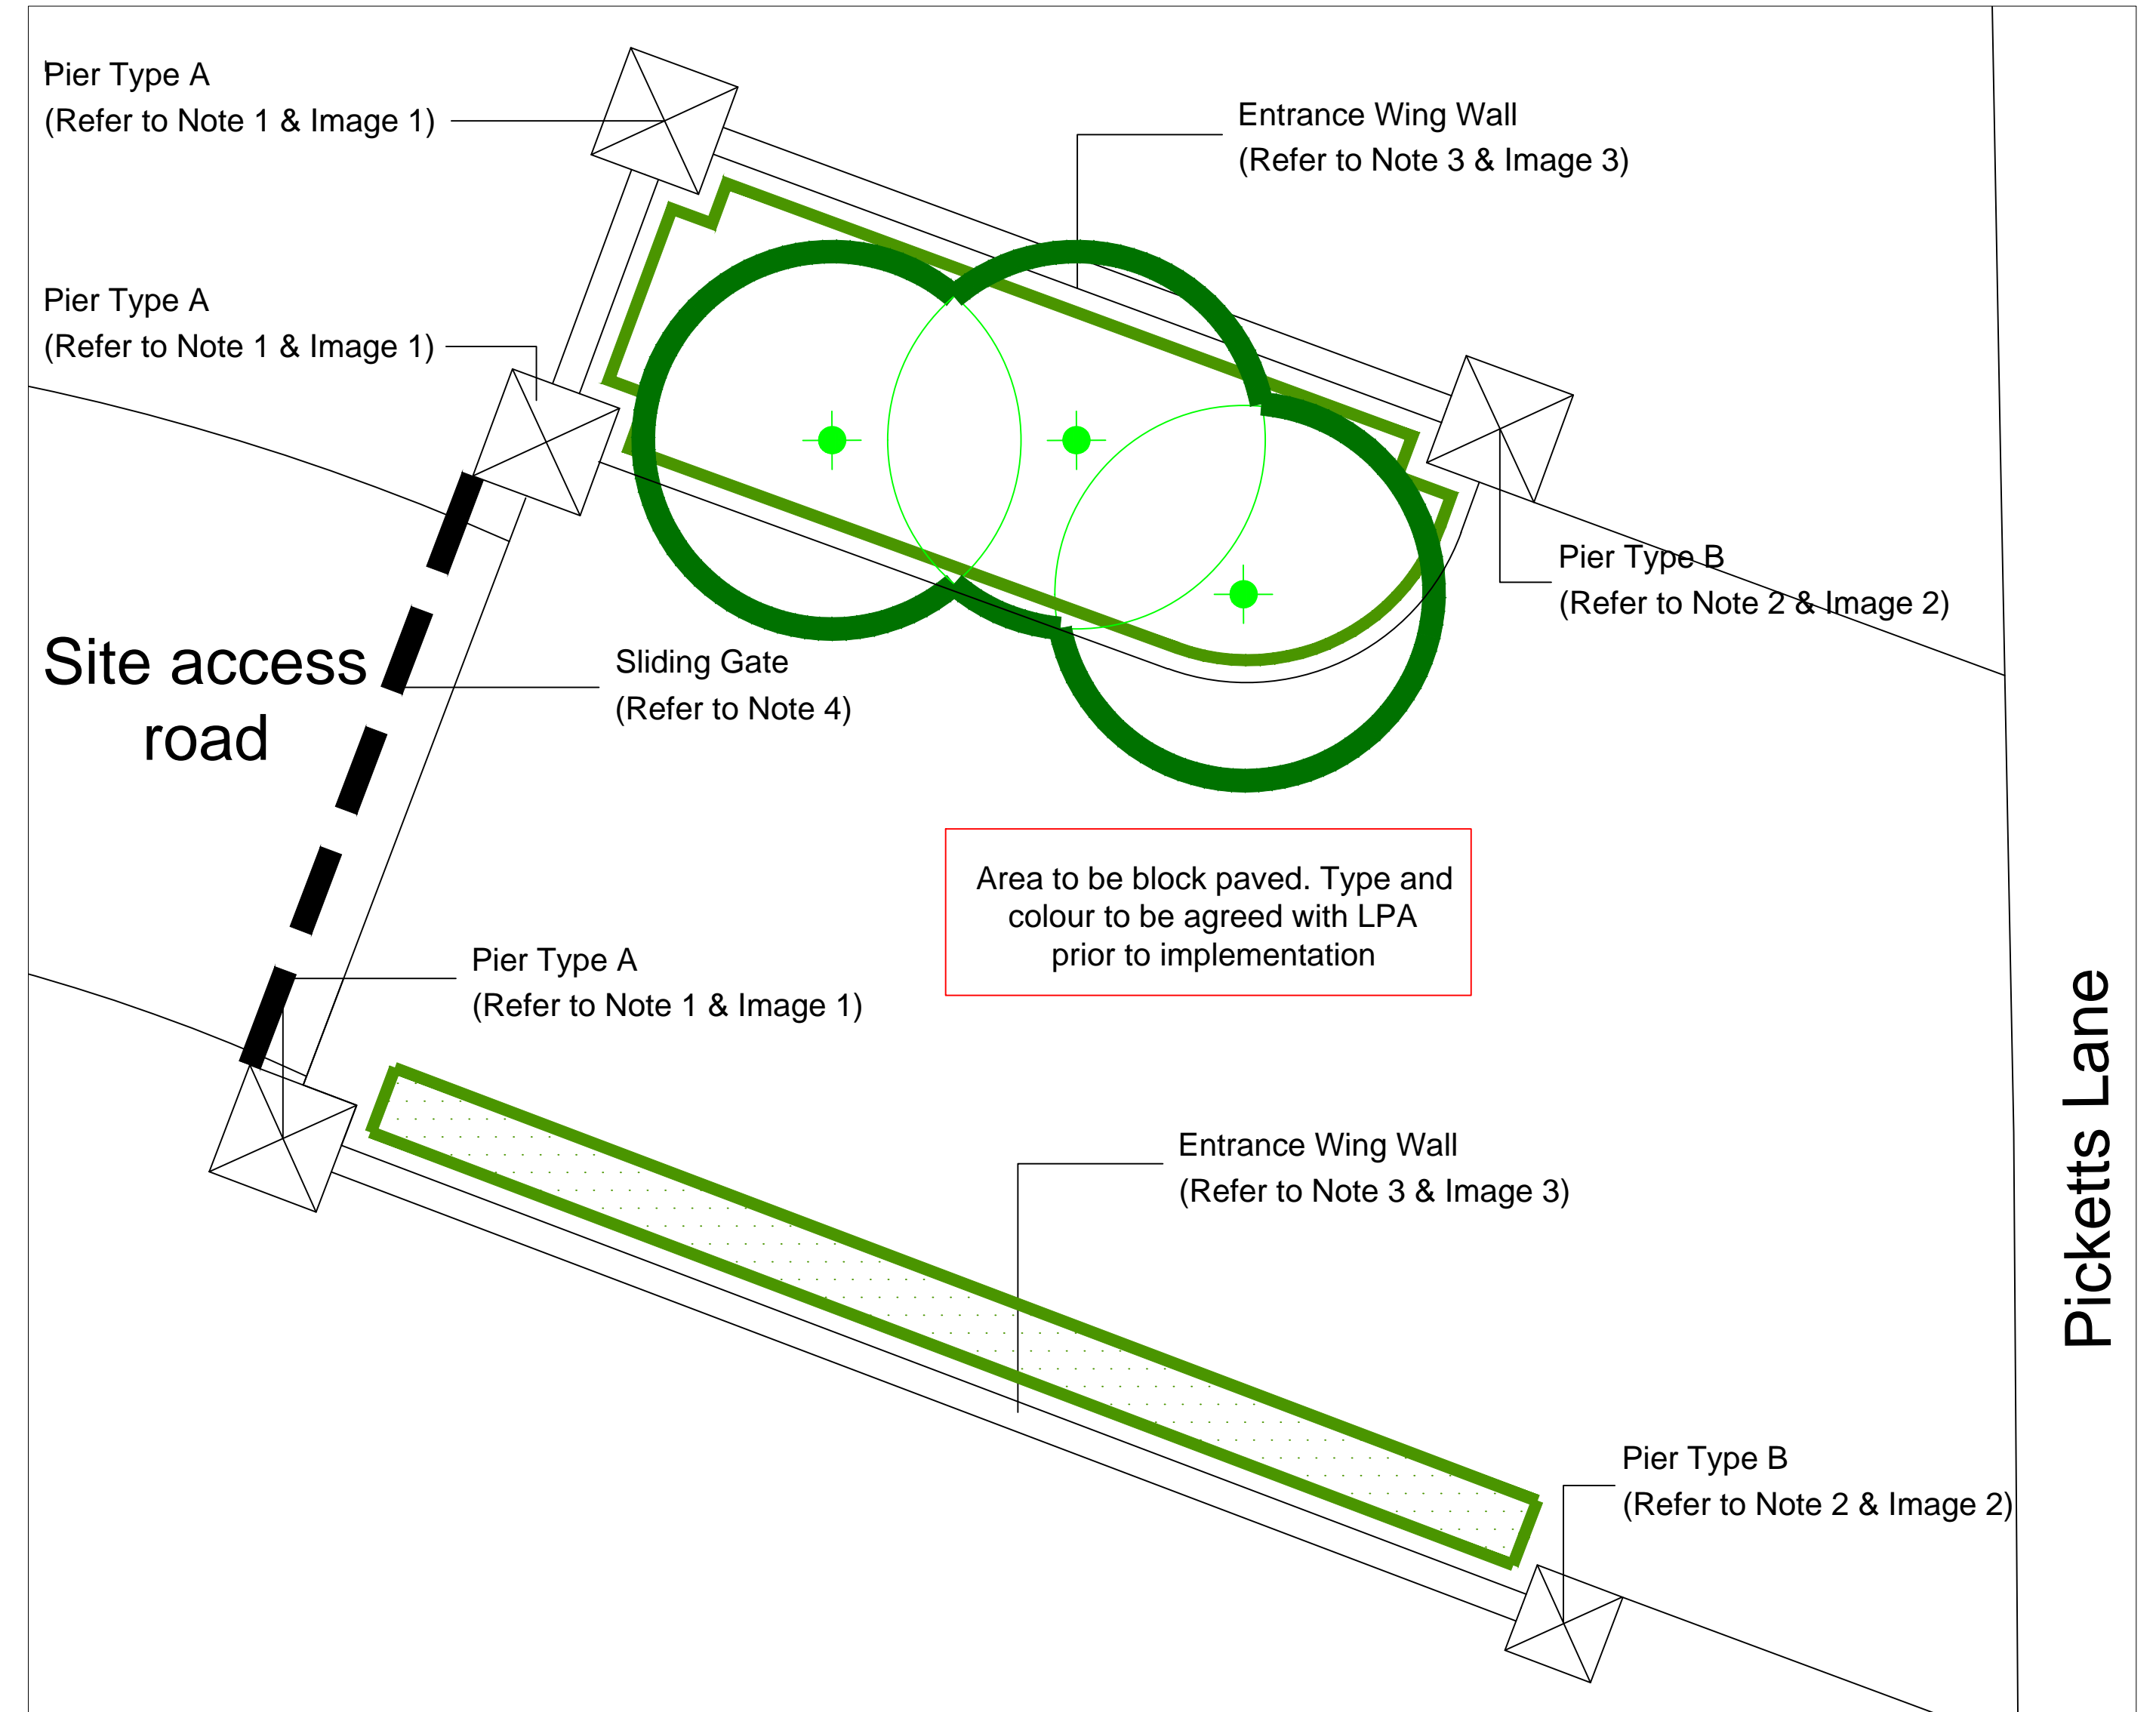 Pier Type A
(Refer to Note 1 & Image 1)
Entrance Wing Wall
(Refer to Note 3 & Image 3)
Pier Type A
(Refer to Note 1 & Image 1)
Pier Type B
(Refer to Note 2 & Image 2)
Site access
road
Sliding Gate
(Refer to Note 4)
Area to be block paved. Type and
colour to be agreed with LPA
prior to implementation
Pier Type A
(Refer to Note 1 & Image 1)
Picketts Lane
Entrance Wing Wall
(Refer to Note 3 & Image 3)
Pier Type B
(Refer to Note 2 & Image 2)